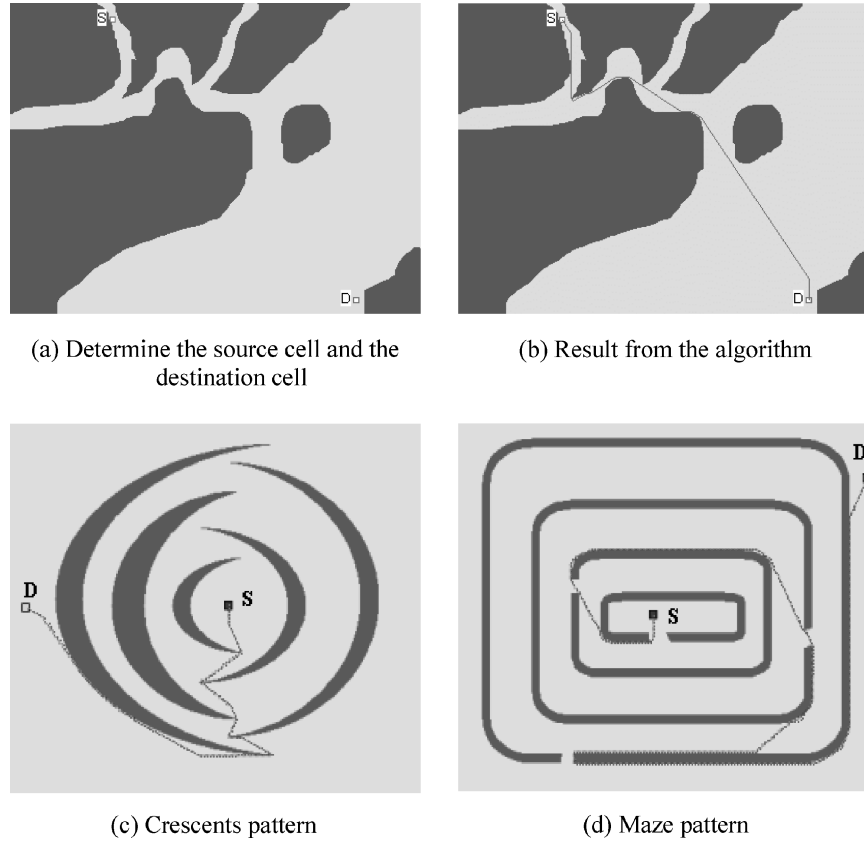 S
D
S
D
(a) Determine the source cell and the
destination cell
(b) Result from the algorithm
D
S
D
S
(c) Crescents pattern
(d) Maze pattern